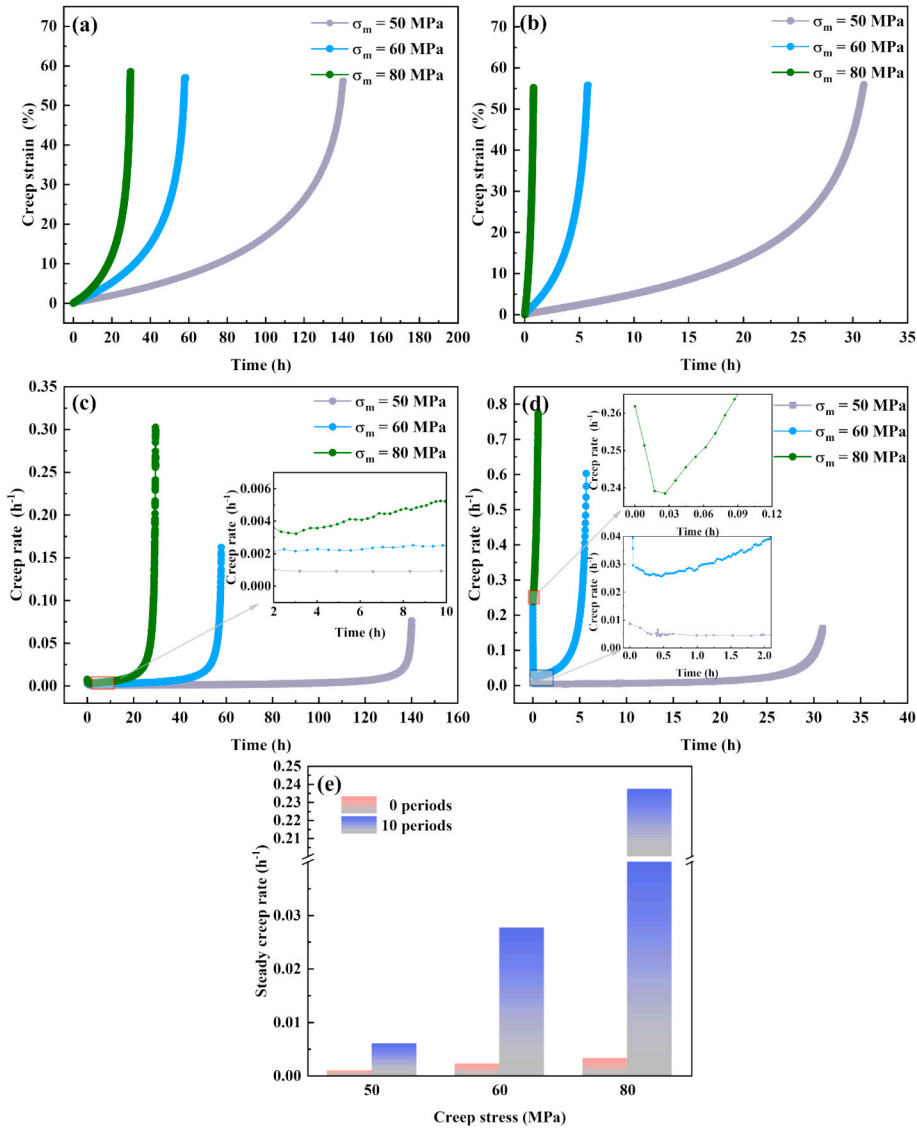 (a)
σm = 50 MPa
σm = 60 MPa
σm = 80 MPa
Creep strain (%)
70
60
50
40
30
20
10
0
0 20 40 60 80 100 120 140 160 180 200
Time (h)
(b)
σm = 50 MPa
σm = 60 MPa
σm = 80 MPa
Creep strain (%)
70
60
50
40
30
20
10
0
0 5 10 15 20 25 30 35
Time (h)
(c)
σm = 50 MPa
σm = 60 MPa
σm = 80 MPa
Creep rate (h-1)
0.35
0.30
0.25
0.20
0.15
0.10
0.05
0.00
0 20 40 60 80 100 120 140 160
Time (h)
Creep rate (h-1)
0.006
0.004
0.002
0.000
2 4 6 8 10
Time (h)
(d)
σm = 50 MPa
σm = 60 MPa
σm = 80 MPa
Creep rate (h-1)
0.8
0.7
0.6
0.5
0.4
0.3
0.2
0.1
0.0
0 5 10 15 20 25 30 35 40
Time (h)
Creep rate (h-1)
0.26
0.25
0.24
0.00 0.03 0.06 0.09 0.12
Time (h)
Creep rate (h-1)
0.04
0.03
0.02
0.01
0.00
0.0 0.5 1.0 1.5 2.0
Time (h)
(e)
0 periods
10 periods
Steady creep rate (h-1)
0.25
0.24
0.23
0.22
0.21
0.03
0.02
0.01
0.00
50 60 80
Creep stress (MPa)